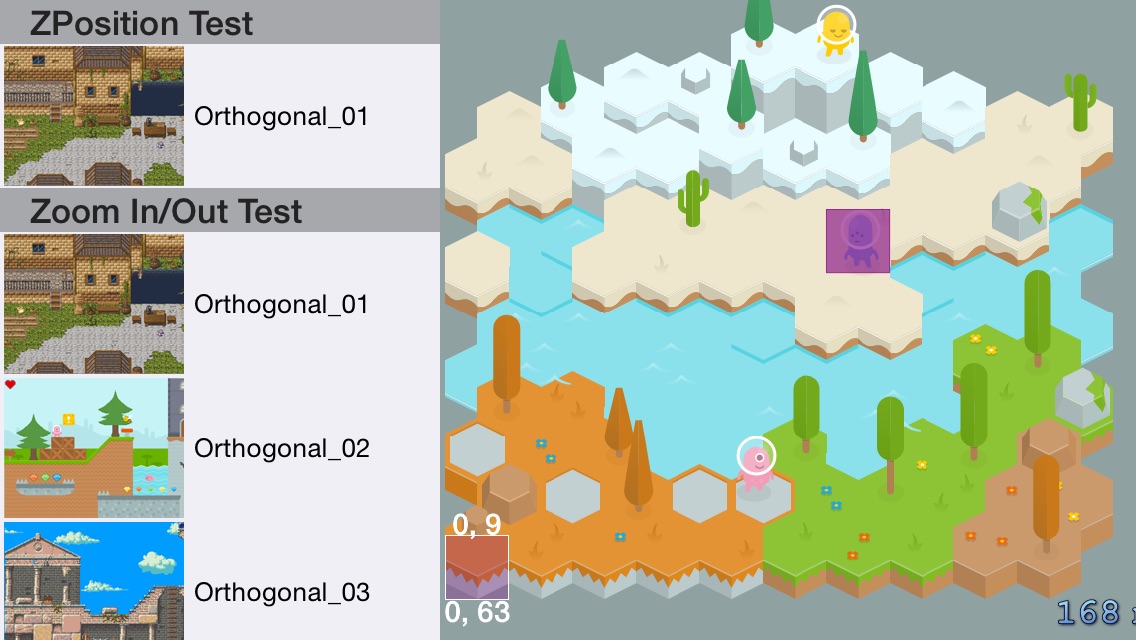 ZPosition Test
Orthogonal_01
Zoom In/Out Test
Orthogonal_01
Orthogonal_02
Orthogonal_03
0, 9
0, 63
168